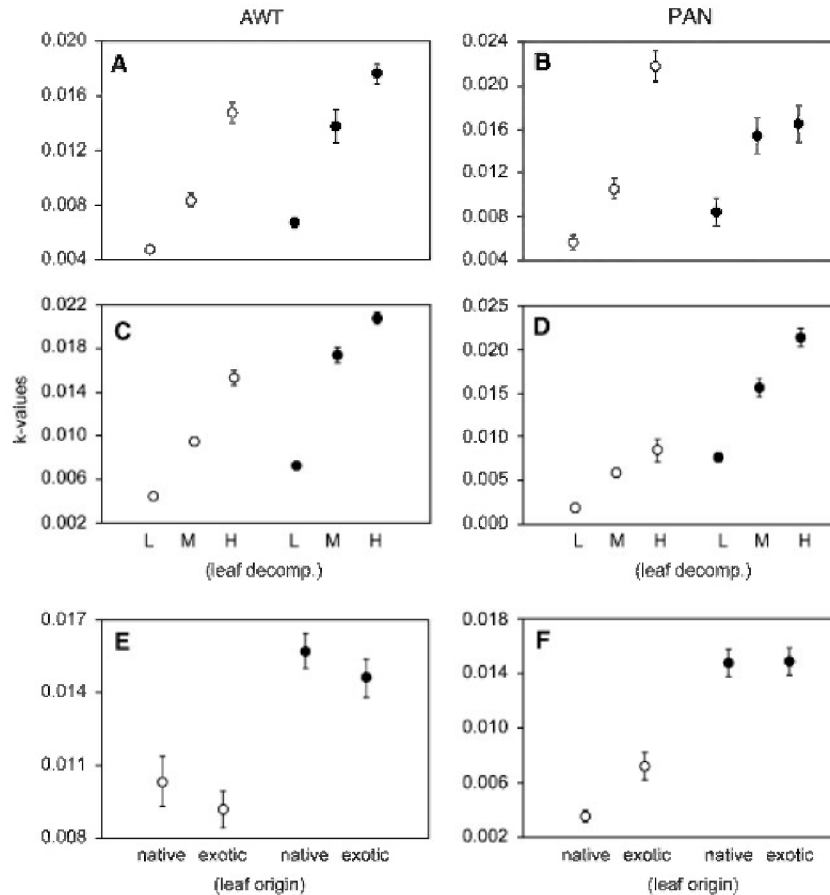 AWT
PAN
A
0.020
0.016
0.012
0.008
0.004
B
0.024
0.020
0.016
0.012
0.008
0.004
k-values
C
0.022
0.018
0.014
0.010
0.006
0.002
L M H L M H
(leaf decomp.)
D
0.025
0.020
0.015
0.010
0.005
0.000
L M H L M H
(leaf decomp.)
E
0.017
0.014
0.011
0.008
native exotic native exotic
(leaf origin)
F
0.018
0.014
0.010
0.006
0.002
native exotic native exotic
(leaf origin)